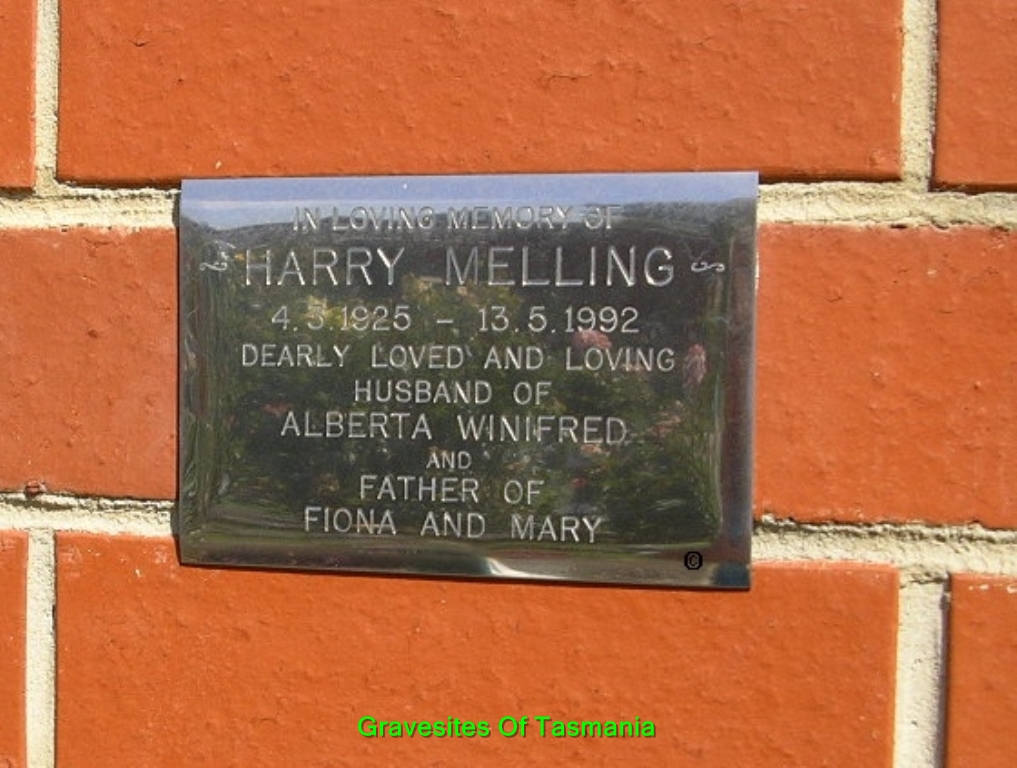 IN LOVING MEMORY OF
HARRY MELLING
4.3.1925 - 13.5.1992
DEARLY LOVED AND LOVING
HUSBAND OF
ALBERTA WINIFRED
AND
FATHER OF
FIONA AND MARY
©
Gravesites Of Tasmania